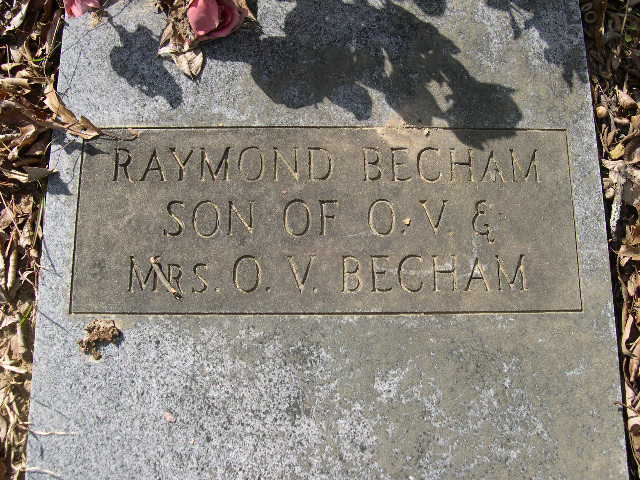 RAYMOND BECHAM
SON OF O. V. &
MRS. O. V. BECHAM